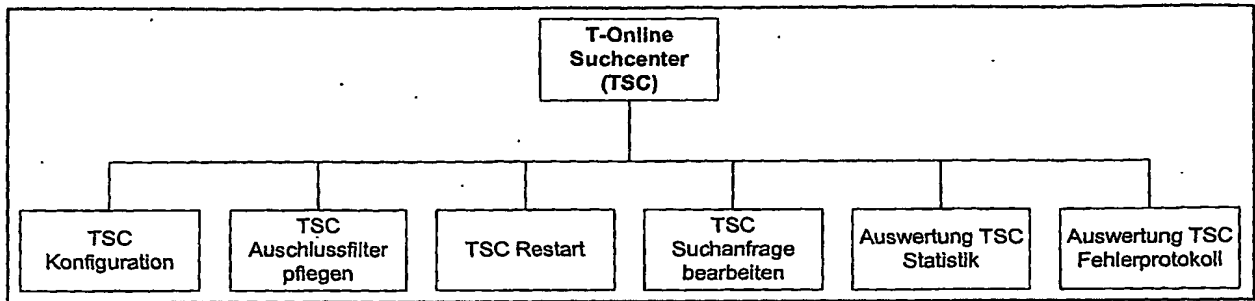 T-Online
Suchcenter
(TSC)
TSC
Konfiguration
TSC
Auschlussfilter
pflegen
TSC Restart
TSC
Suchanfrage
bearbeiten
Auswertung TSC
Statistik
Auswertung TSC
Fehlerprotokoll